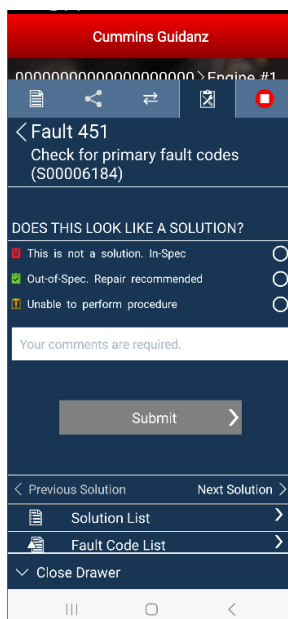 Cummins Guidanz
00000000000000000000>Engine #1
Fault 451
Check for primary fault codes
(S00006184)
DOES THIS LOOK LIKE A SOLUTION?
This is not a solution. In-Spec
Out-of-Spec. Repair recommended
Unable to perform procedure
Your comments are required.
Submit
Previous Solution Next Solution
Solution List
Fault Code List
Close Drawer